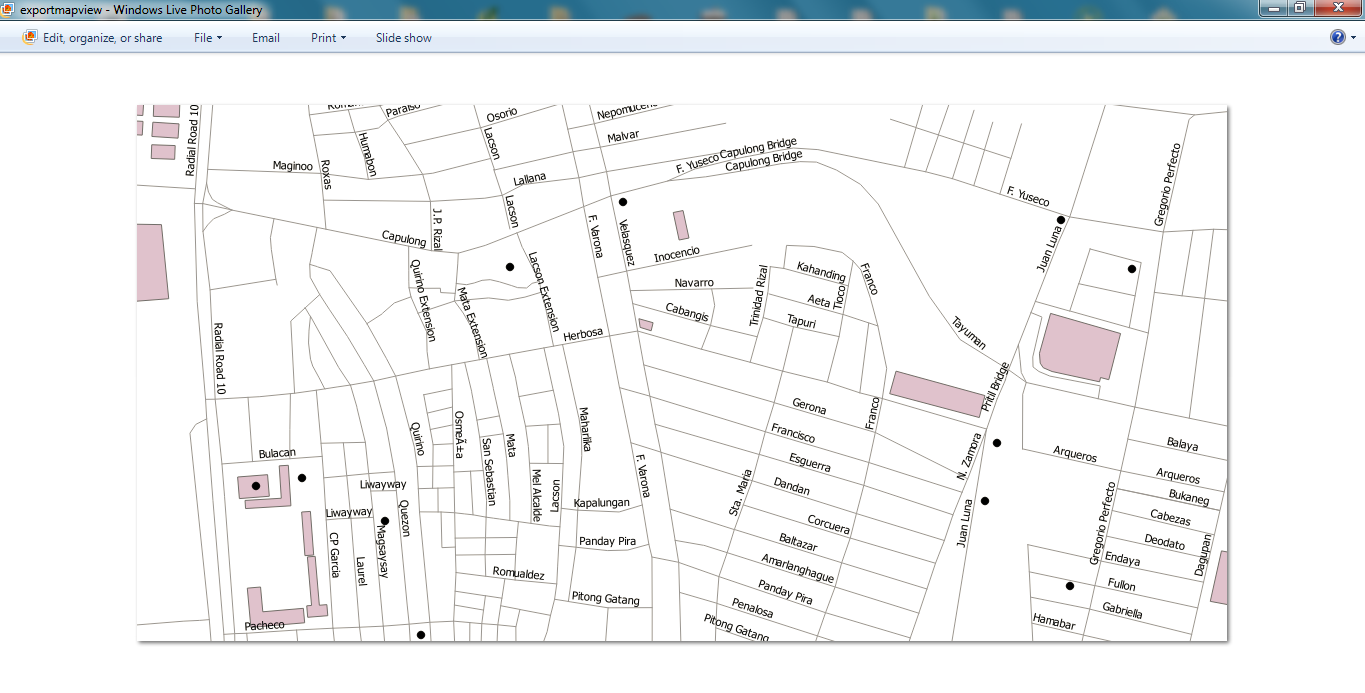 exportmapview - Windows Live Photo Gallery
Edit, organize, or share
File
Email
Print
Slide show
?
Radial Road 10
Paraiso
Osorio
Malvar
Humabon
Lacson
Maginoo
Roxas
Lallana
F. Yuseco
Capulong Bridge
Capulong Bridge
F. Yuseco
Gregorio Perfecto
Lacson
J.P. Rizal
Capulong
F. Varona
Velasquez
Juan Luna
Inocencio
Quirino Extension
Mata Extension
Lacson Extension
Navarro
Cabangis
Trinidad Rizal
Kahanding
Aeta
Tioco
Franco
Tapuri
Tayuman
Herbosa
Radial Road 10
Pritil Bridge
Gerona
Franco
Maharlika
Osmeñ±a
Quirino
San Sebastian
Mata
Francisco
Balaya
Arqueros
Bulacan
Esguerra
N. Zamora
Arqueros
F. Varona
Mel Alcalde
Lacson
Sta. Maria
Dandan
Liwayway
Bukaneg
Kapalungan
Liwayway
Quezon
Corcuera
Juan Luna
Gregorio Perfecto
Cabezas
CP Garcia
Laurel
Magsaysay
Panday Pira
Baltazar
Deodato
Dagupan
Endaya
Amarlanghague
Romualdez
Fullon
Panday Pira
Pitong Gatang
Penalosa
Gabriella
Pacheco
Pitong Gatang
Hamabar